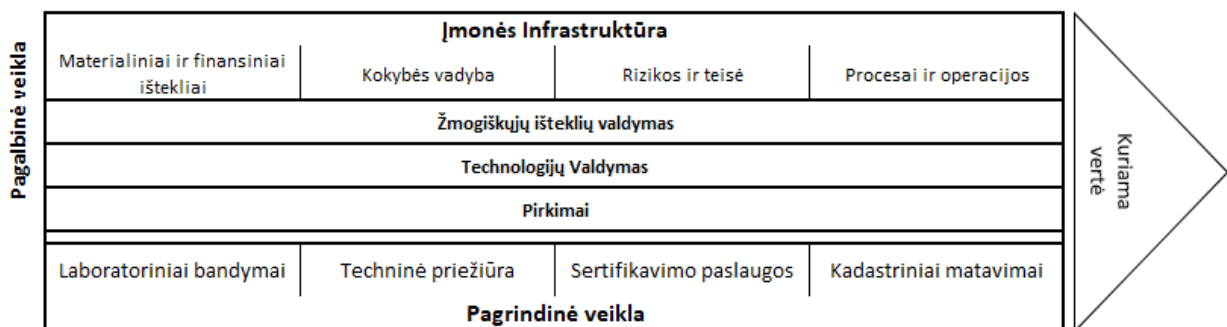 Pagalbinė veikla
Įmonės Infrastruktūra
Materialiniai ir finansiniai
ištekliai
Kokybės vadyba
Rizikos ir teisė
Procesai ir operacijos
Žmogiškųjų išteklių valdymas
Technologijų Valdymas
Pirkimai
Laboratoriniai bandymai
Techninė priežiūra
Sertifikavimo paslaugos
Kadastriniai matavimai
Pagrindinė veikla
Kuriama
vertė